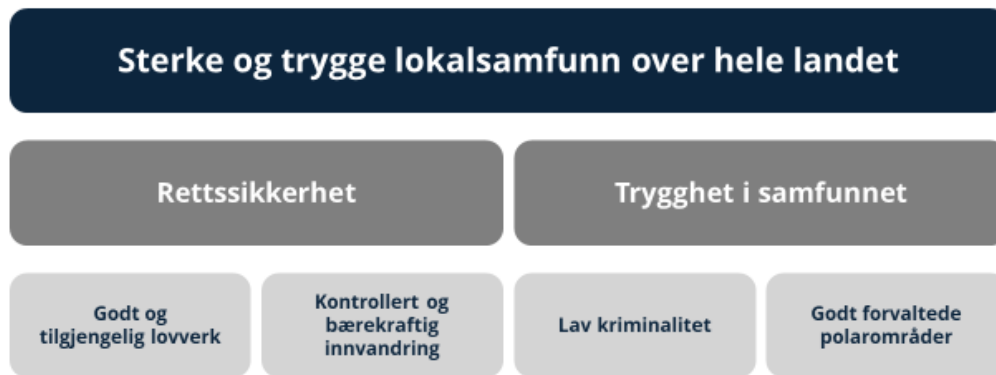 Sterke og trygge lokalsamfunn over hele landet
Rettssikkerhet
Trygghet i samfunnet
Godt og
tilgjengelig lovverk
Kontrollert og
bærekraftig
innvandring
Lav kriminalitet
Godt forvaltede
polarområder